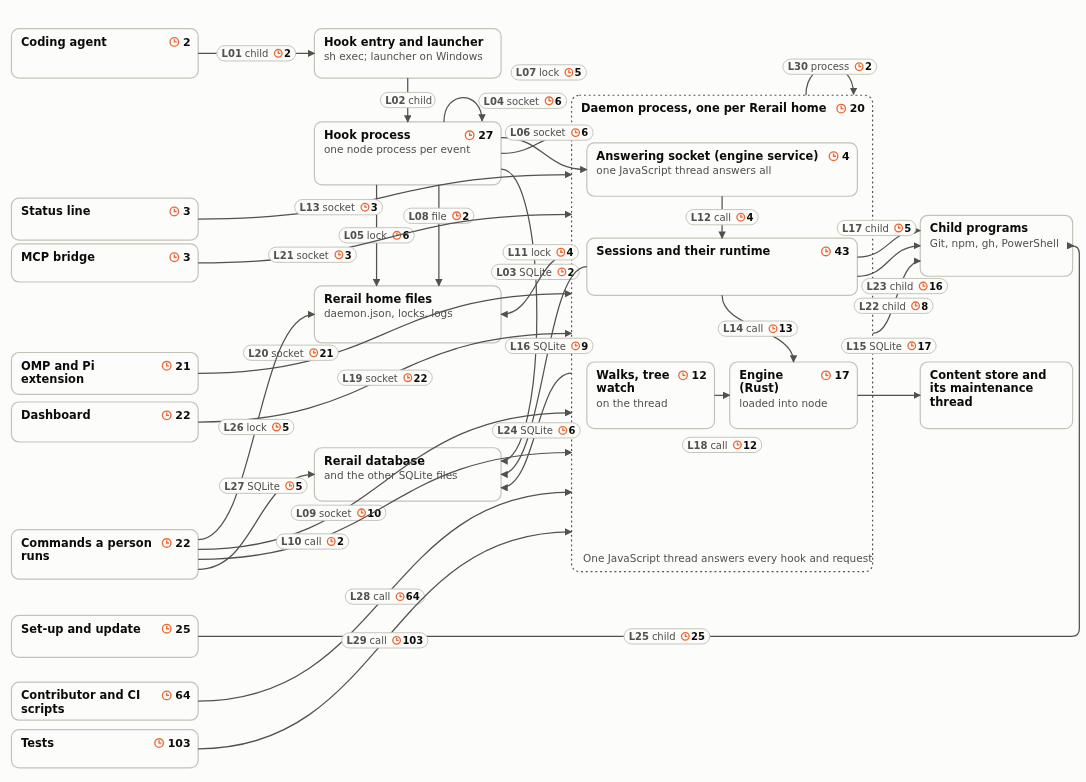 Coding agent 2
L01 child 2
Hook entry and launcher
sh exec; launcher on Windows
L07 lock 5
L30 process 2
L02 child
L04 socket 6
Daemon process, one per Rerail home 20
Hook process 27
one node process per event
L06 socket 6
Answering socket (engine service) 4
one JavaScript thread answers all
Status line 3
L13 socket 3
L08 file 2
L12 call 4
L05 lock 6
MCP bridge 3
L21 socket 3
L11 lock 4
L03 SQLite 2
Sessions and their runtime 43
L17 child 5
Child programs
Git, npm, gh, PowerShell
L23 child 16
L22 child 8
Rerail home files
daemon.json, locks, logs
L14 call 13
L20 socket 21
L16 SQLite 9
L15 SQLite 17
OMP and Pi
extension
21
L19 socket 22
Walks, tree
watch
12
on the thread
Engine
(Rust)
17
loaded into node
Content store and
its maintenance
thread
Dashboard 22
L26 lock 5
L24 SQLite 6
L18 call 12
Rerail database
and the other SQLite files
L27 SQLite 5
L09 socket 10
Commands a person
runs
22
L10 call 2
One JavaScript thread answers every hook and request
L28 call 64
Set-up and update 25
L29 call 103
L25 child 25
Contributor and CI
scripts
64
Tests 103